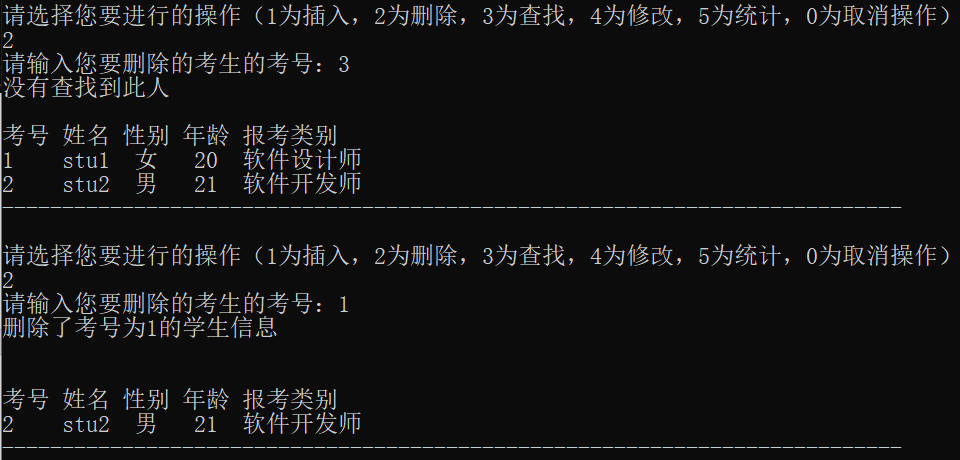 请选择您要进行的操作（1为插入，2为删除，3为查找，4为修改，5为统计，0为取消操作）
2
请输入您要删除的考生的考号：3
没有查找到此人
考号 姓名 性别 年龄 报考类别
1 stu1 女 20 软件设计师
2 stu2 男 21 软件开发师
---------------------------------------------------------------------------
请选择您要进行的操作（1为插入，2为删除，3为查找，4为修改，5为统计，0为取消操作）
2
请输入您要删除的考生的考号：1
删除了考号为1的学生信息
考号 姓名 性别 年龄 报考类别
2 stu2 男 21 软件开发师
---------------------------------------------------------------------------